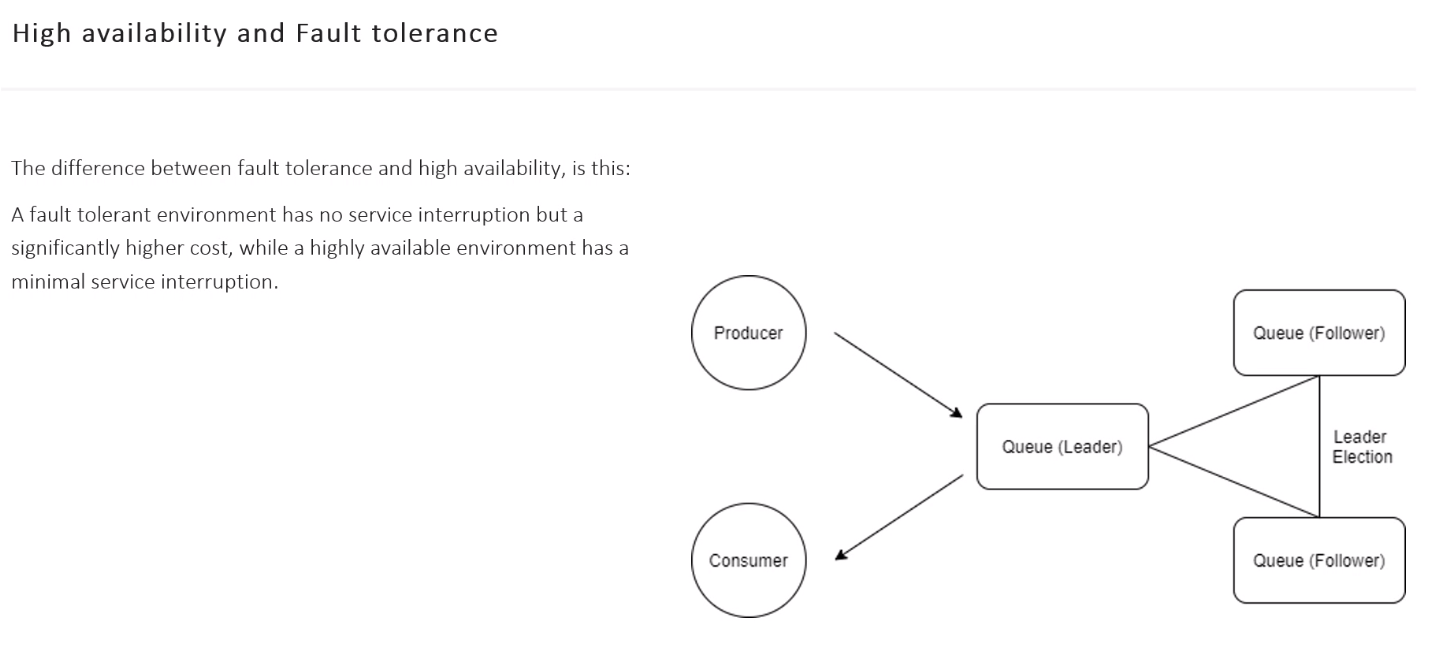 High availability and Fault tolerance
The difference between fault tolerance and high availability, is this:
A fault tolerant environment has no service interruption but a
significantly higher cost, while a highly available environment has a
minimal service interruption.
Producer
Queue (Follower)
Queue (Leader)
Leader
Election
Consumer
Queue (Follower)